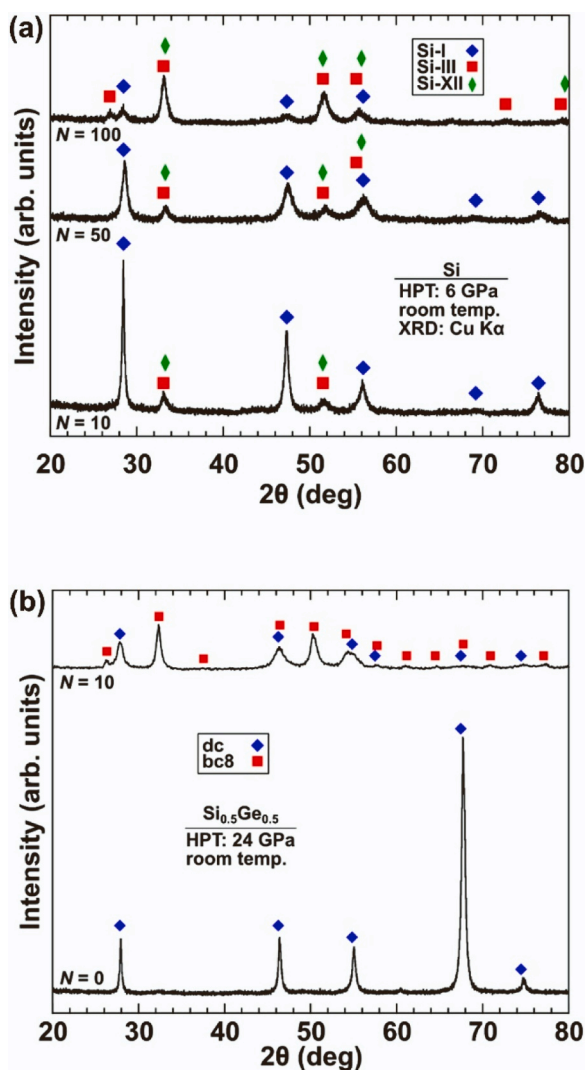 (a)
Si-I
Si-III
Si-XII
N = 100
N = 50
Si
HPT: 6 GPa
room temp.
XRD: Cu Kα
N = 10
Intensity (arb. units)
20 30 40 50 60 70 80
2θ (deg)
(b)
N = 10
dc
bc8
Si0.5Ge0.5
HPT: 24 GPa
room temp.
N = 0
Intensity (arb. units)
20 30 40 50 60 70 80
2θ (deg)